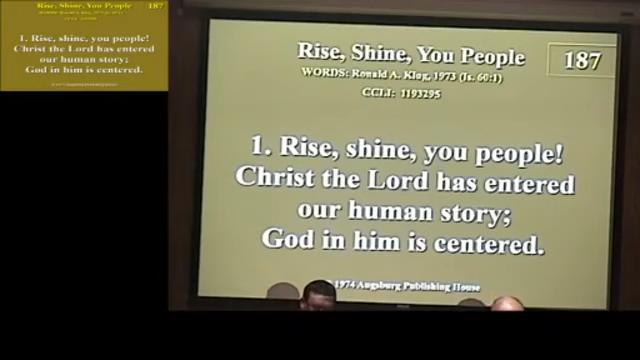 Rise, Shine, You People
187
1. Rise, shine, you people!
Christ the Lord has entered
our human story;
God in him is centered.
Rise, Shine, You People
187
WORDS: Ronald A. Klug, 1973 (Is. 60:1)
CCLI: 1193295
1. Rise, shine, you people!
Christ the Lord has entered
our human story;
God in him is centered.
1974 Augsburg Publishing House